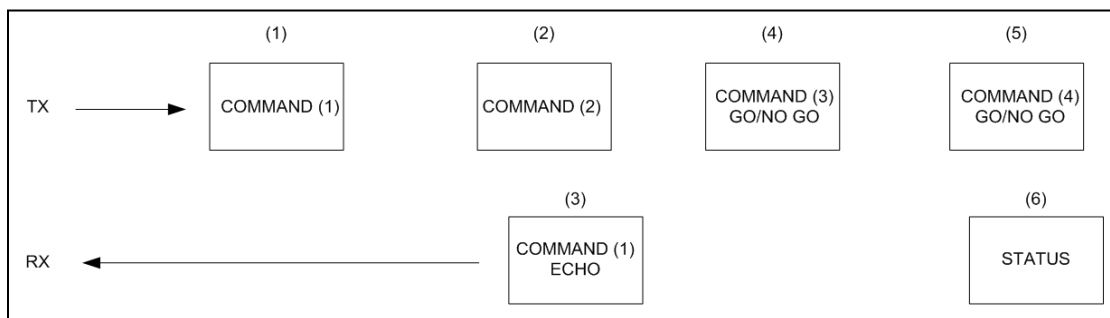 (1)
(2)
(4)
(5)
TX
COMMAND (1)
COMMAND (2)
COMMAND (3)
GO/NO GO
COMMAND (4)
GO/NO GO
(3)
(6)
RX
COMMAND (1)
ECHO
STATUS